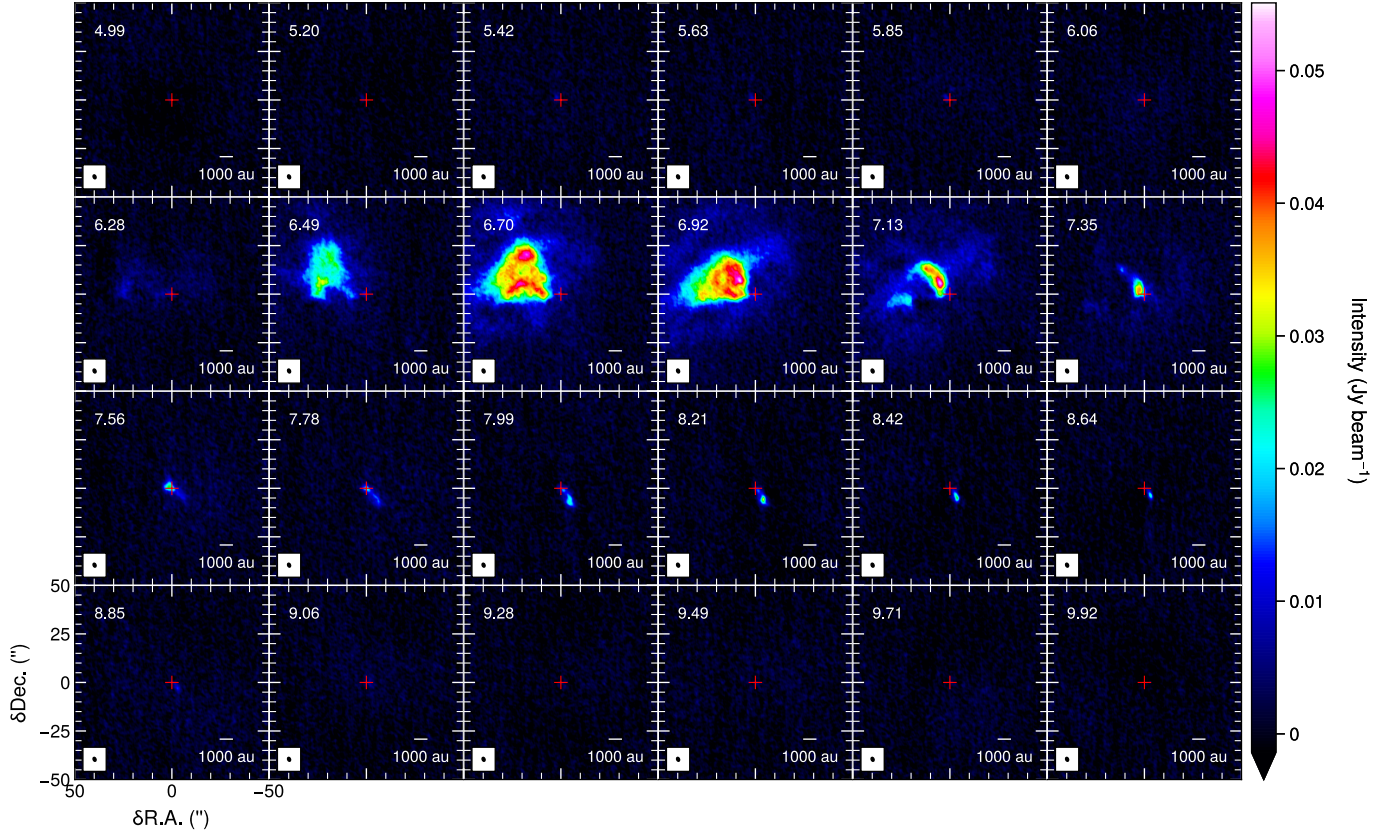 4.99 5.20 5.42 5.63 5.85 6.06
1000 au 1000 au 1000 au 1000 au 1000 au 1000 au
6.28 6.49 6.70 6.92 7.13 7.35
1000 au 1000 au 1000 au 1000 au 1000 au 1000 au
7.56 7.78 7.99 8.21 8.42 8.64
1000 au 1000 au 1000 au 1000 au 1000 au 1000 au
8.85 9.06 9.28 9.49 9.71 9.92
1000 au 1000 au 1000 au 1000 au 1000 au 1000 au
50
25
0
−25
−50
δDec. (")
50 0 −50
δR.A. (")
0.05
0.04
0.03
0.02
0.01
0
Intensity (Jy beam⁻¹)